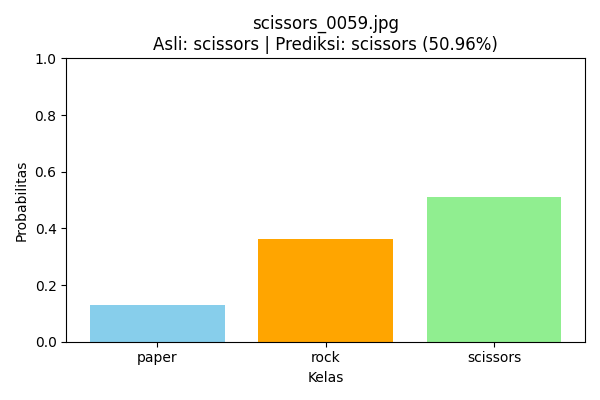 scissors_0059.jpg
Asli: scissors | Prediksi: scissors (50.96%)
1.0
0.8
0.6
0.4
0.2
0.0
Probabilitas
paper
rock
scissors
Kelas